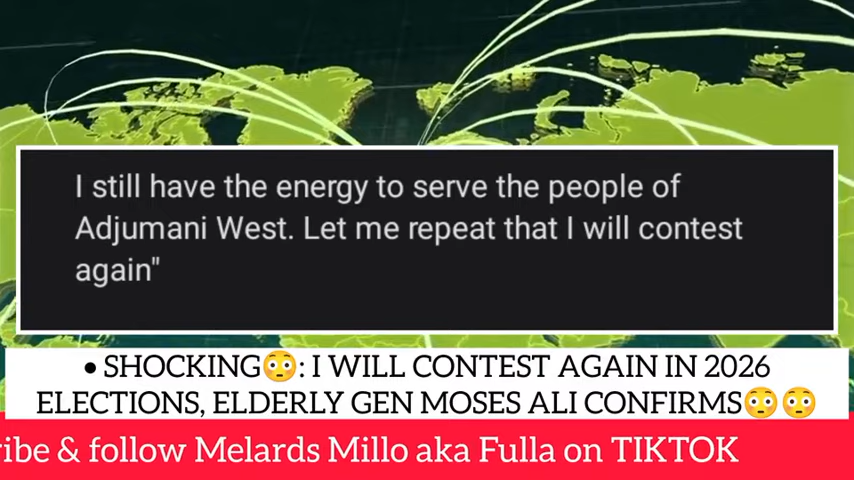 I still have the energy to serve the people of
Adjumani West. Let me repeat that I will contest
again"
• SHOCKING😳: I WILL CONTEST AGAIN IN 2026
ELECTIONS, ELDERLY GEN MOSES ALI CONFIRMS😳😳
ribe & follow Melards Millo aka Fulla on TIKTOK